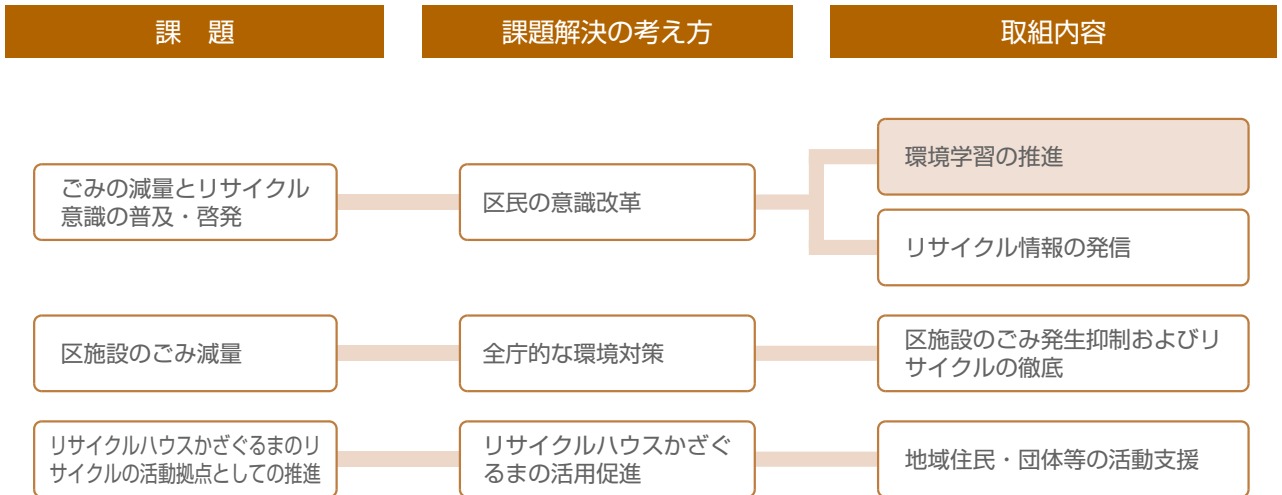 課　題
課題解決の考え方
取組内容
ごみの減量とリサイクル
意識の普及・啓発
区民の意識改革
環境学習の推進
リサイクル情報の発信
区施設のごみ減量
全庁的な環境対策
区施設のごみ発生抑制およびリ
サイクルの徹底
リサイクルハウスかざぐるまのリ
サイクルの活動拠点としての推進
リサイクルハウスかざぐ
るまの活用促進
地域住民・団体等の活動支援